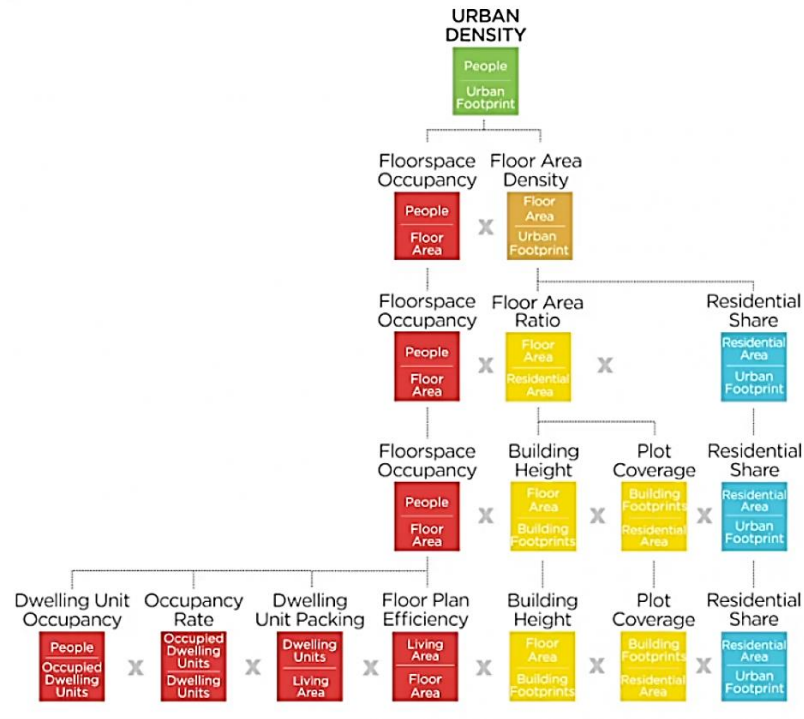 URBAN
DENSITY
People
Urban
Footprint
Floorspace
Occupancy
Floor Area
Density
People
Floor
Area
x
Floor
Area
Urban
Footprint
Floorspace
Occupancy
Floor Area
Ratio
Residential
Share
People
Floor
Area
x
Floor
Area
Residential
Area
x
Residential
Area
Urban
Footprint
Floorspace
Occupancy
Building
Height
Plot
Coverage
Residential
Share
People
Floor
Area
x
Floor
Area
Building
Footprints
x
Building
Footprints
Residential
Area
x
Residential
Area
Urban
Footprint
Dwelling Unit
Occupancy
Occupancy
Rate
Dwelling
Unit Packing
Floor Plan
Efficiency
Building
Height
Plot
Coverage
Residential
Share
People
Occupied
Dwelling
Units
x
Occupied
Dwelling
Units
Dwelling
Units
x
Dwelling
Units
Living
Area
x
Living
Area
Floor
Area
x
Floor
Area
Building
Footprints
x
Building
Footprints
Residential
Area
x
Residential
Area
Urban
Footprint